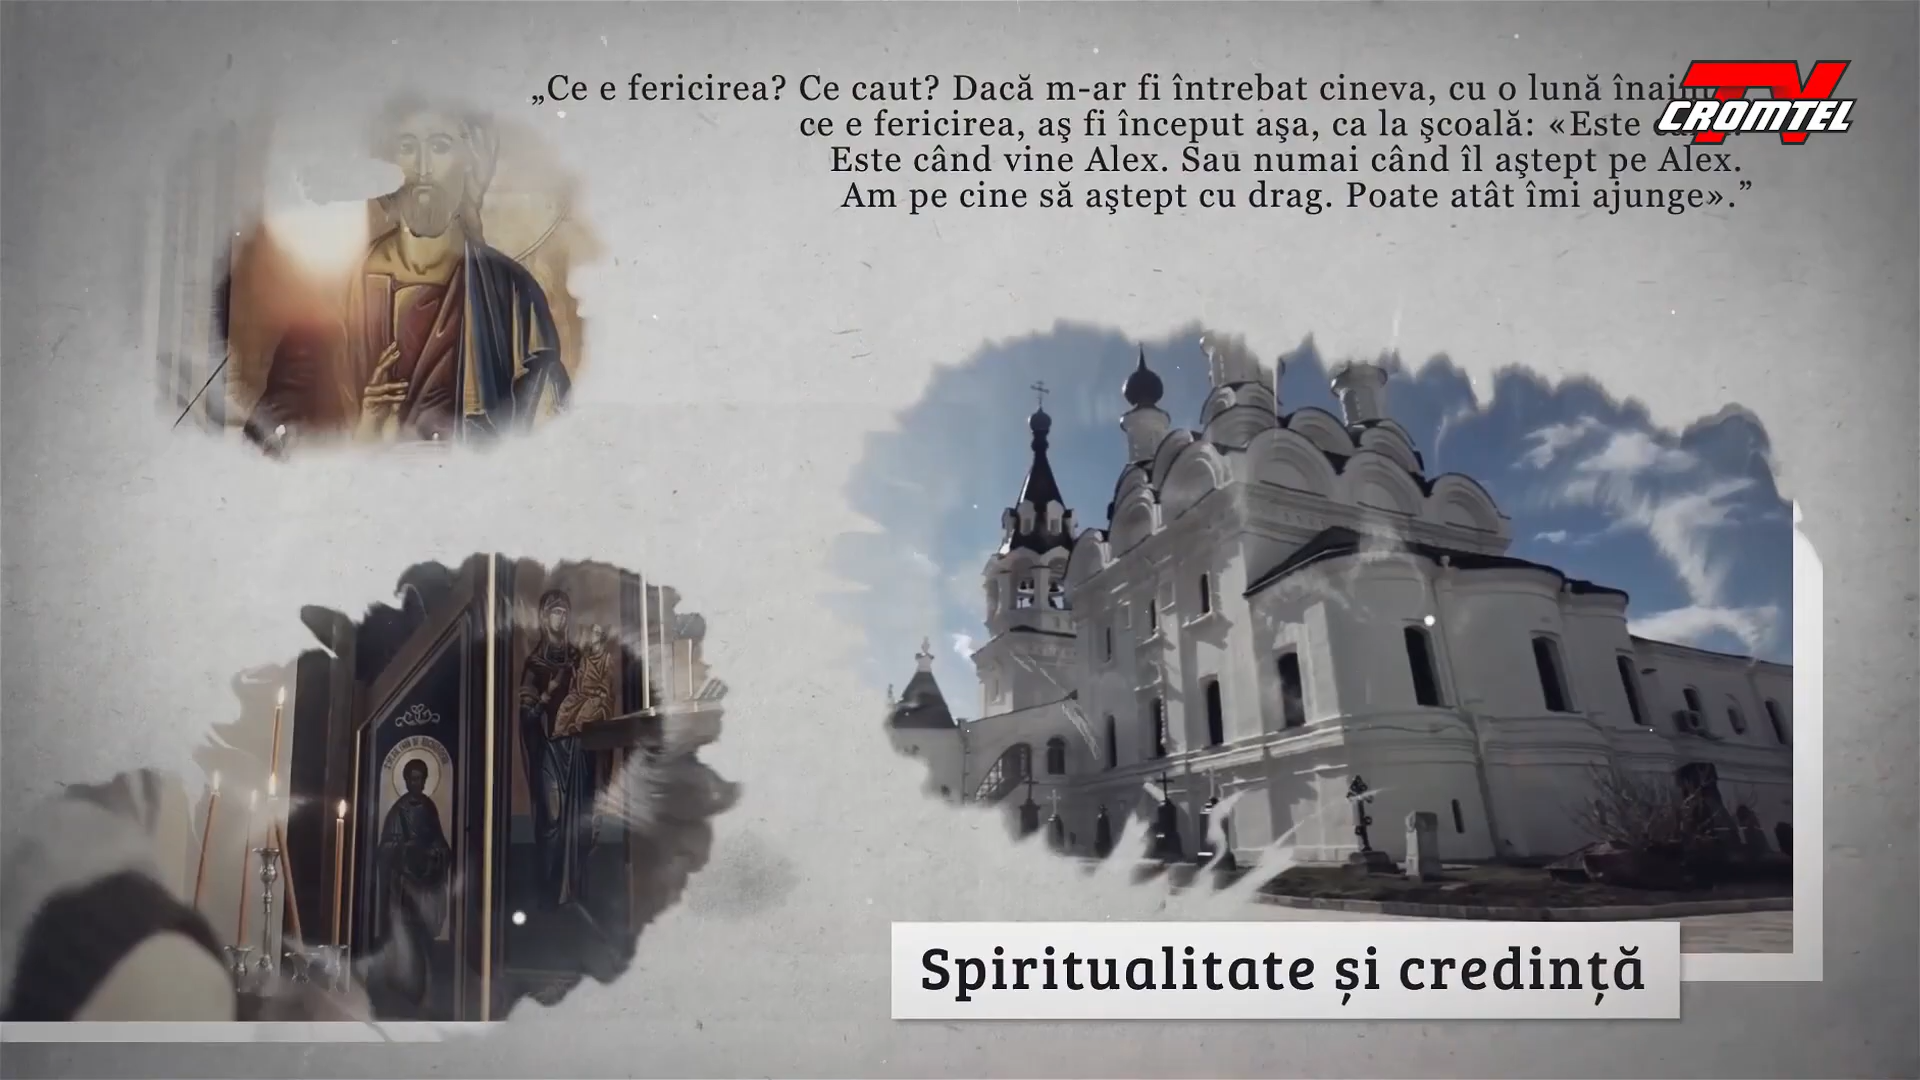 „Ce e fericirea? Ce caut? Dacă m-ar fi întrebat cineva, cu o lună
ce e fericirea, aş fi început aşa, ca la şcoală: «Este
Este când vine Alex. Sau numai când îl aştept pe Alex.
Am pe cine să aştept cu drag. Poate atât îmi ajunge».”
TV
CROMTEL
Spiritualitate și credință